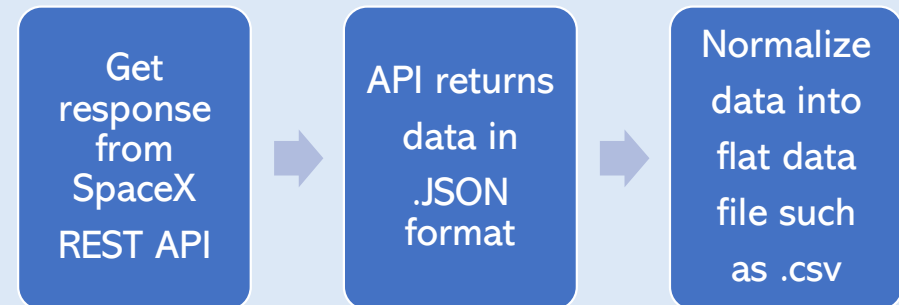 Get
response
from
SpaceX
REST API
API returns
data in
.JSON
format
Normalize
data into
flat data
file such
as .csv